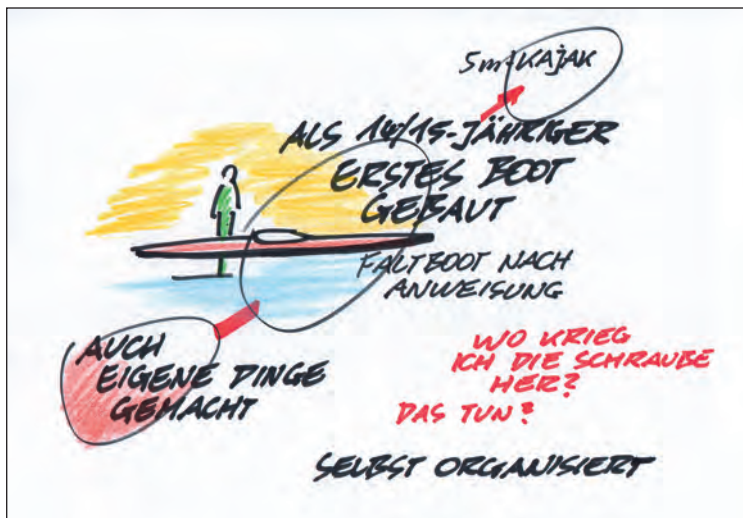 5m-KAJAK
ALS 14/15-JÄHRIGER
ERSTES BOOT
GEBAUT
FALTBOOT NACH
ANWEISUNG
AUCH
EIGENE DINGE
GEMACHT
WO KRIEG
ICH DIE SCHRAUBE
HER?
DAS TUN?
SELBST ORGANISIERT